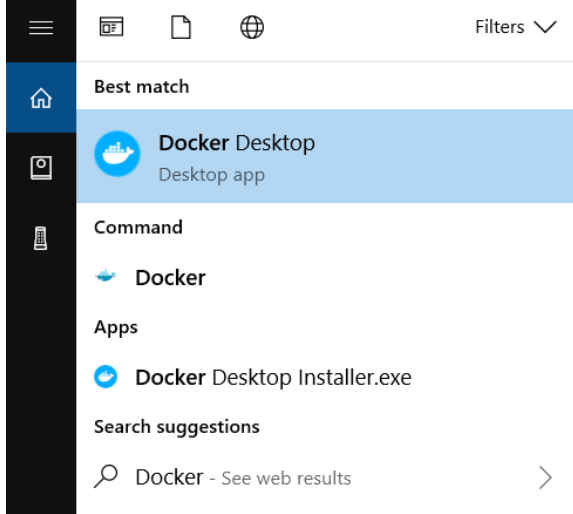 Filters
Best match
Docker Desktop
Desktop app
Command
Docker
Apps
Docker Desktop Installer.exe
Search suggestions
Docker - See web results